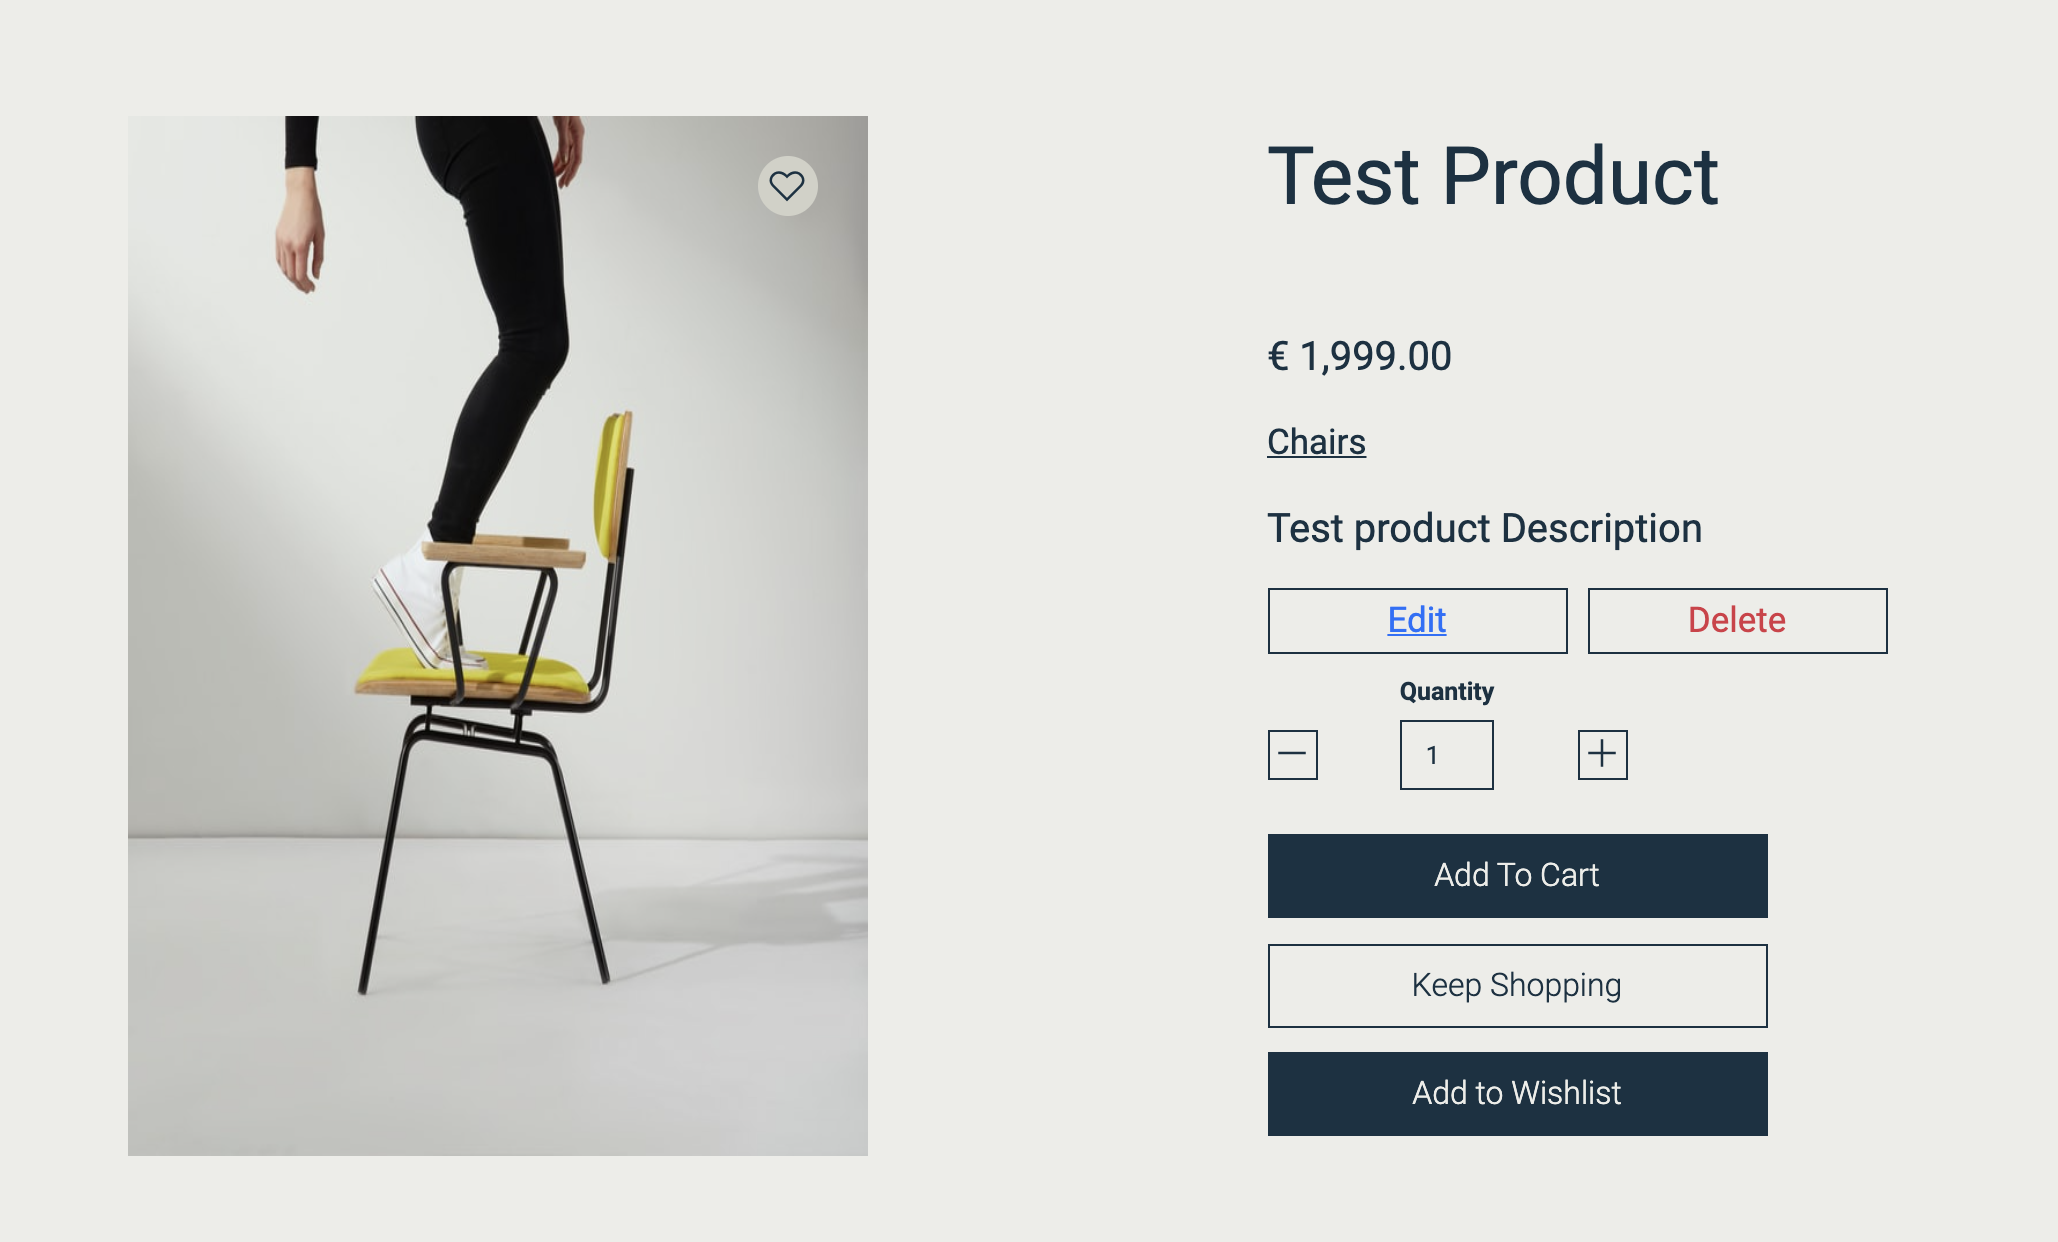 Test Product
€ 1,999.00
Chairs
Test product Description
Edit
Delete
Quantity
1
Add To Cart
Keep Shopping
Add to Wishlist